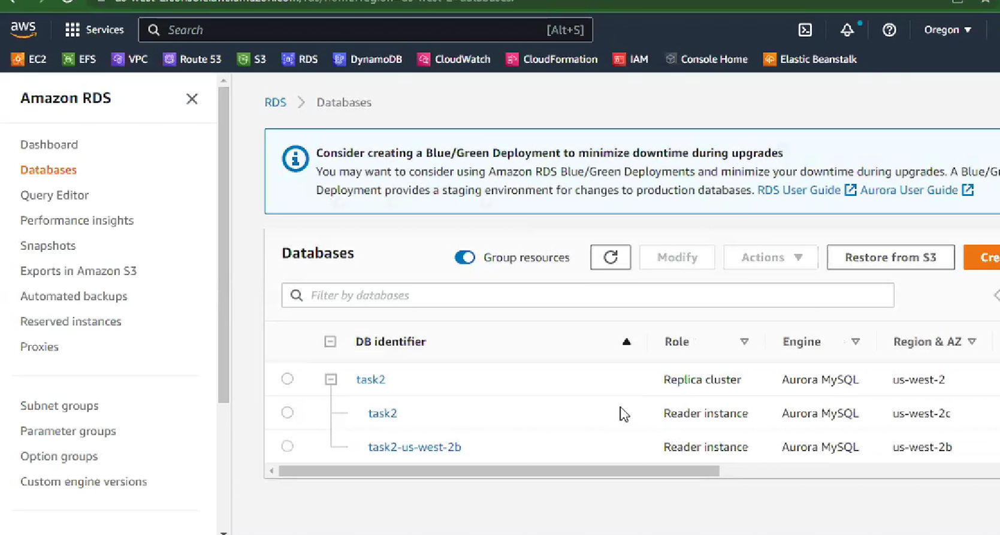 aws
Services
Search
[Alt+S]
Oregon
EC2
EFS
VPC
Route 53
S3
RDS
DynamoDB
CloudWatch
CloudFormation
IAM
Console Home
Elastic Beanstalk
Amazon RDS
Dashboard
Databases
Query Editor
Performance insights
Snapshots
Exports in Amazon S3
Automated backups
Reserved instances
Proxies
Subnet groups
Parameter groups
Option groups
Custom engine versions
RDS
Databases
Consider creating a Blue/Green Deployment to minimize downtime during upgrades
You may want to consider using Amazon RDS Blue/Green Deployments and minimize your downtime during upgrades. A Blue/Gr
Deployment provides a staging environment for changes to production databases. RDS User Guide Aurora User Guide
Databases
Group resources
Modify
Actions
Restore from S3
Cre
Filter by databases
DB identifier Role Engine Region & AZ
task2 Replica cluster Aurora MySQL us-west-2
task2 Reader instance Aurora MySQL us-west-2c
task2-us-west-2b Reader instance Aurora MySQL us-west-2b